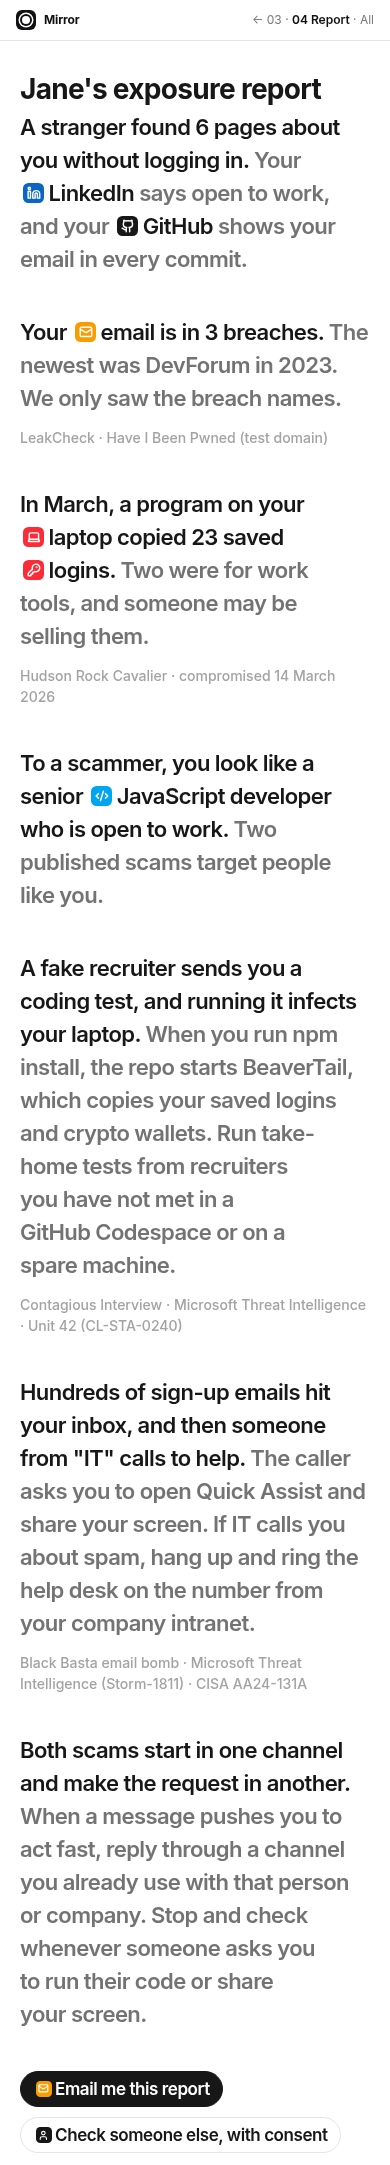 Mirror
← 03 · 04 Report · All
Jane's exposure report
A stranger found 6 pages about
you without logging in. Your
LinkedIn says open to work,
and your GitHub shows your
email in every commit.
Your email is in 3 breaches. The
newest was DevForum in 2023.
We only saw the breach names.
LeakCheck · Have I Been Pwned (test domain)
In March, a program on your
laptop copied 23 saved
logins. Two were for work
tools, and someone may be
selling them.
Hudson Rock Cavalier · compromised 14 March
2026
To a scammer, you look like a
senior JavaScript developer
who is open to work. Two
published scams target people
like you.
A fake recruiter sends you a
coding test, and running it infects
your laptop. When you run npm
install, the repo starts BeaverTail,
which copies your saved logins
and crypto wallets. Run take-
home tests from recruiters
you have not met in a
GitHub Codespace or on a
spare machine.
Contagious Interview · Microsoft Threat Intelligence
· Unit 42 (CL-STA-0240)
Hundreds of sign-up emails hit
your inbox, and then someone
from "IT" calls to help. The caller
asks you to open Quick Assist and
share your screen. If IT calls you
about spam, hang up and ring the
help desk on the number from
your company intranet.
Black Basta email bomb · Microsoft Threat
Intelligence (Storm-1811) · CISA AA24-131A
Both scams start in one channel
and make the request in another.
When a message pushes you to
act fast, reply through a channel
you already use with that person
or company. Stop and check
whenever someone asks you
to run their code or share
your screen.
Email me this report
Check someone else, with consent